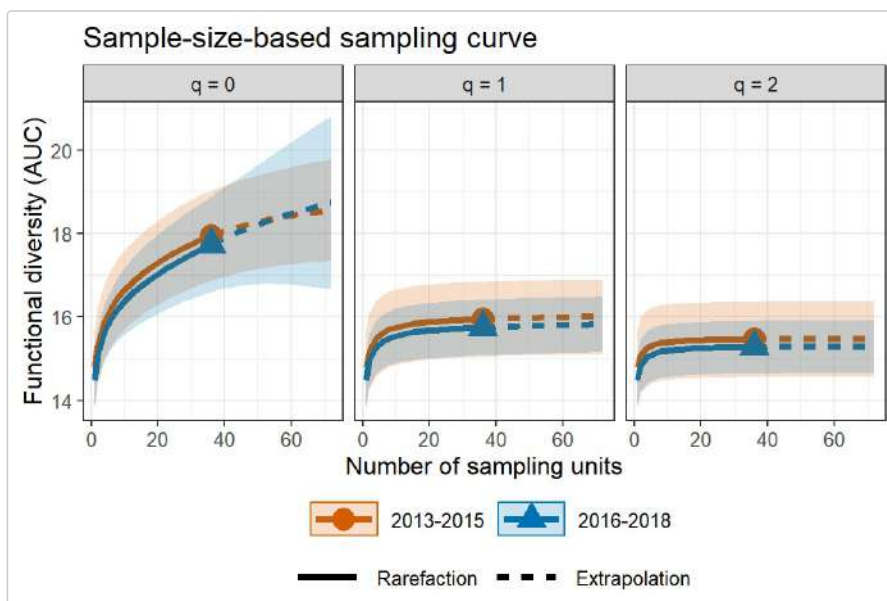 Sample-size-based sampling curve
q = 0 q = 1 q = 2
Functional diversity (AUC)
20
18
16
14
0 20 40 60 0 20 40 60 0 20 40 60
Number of sampling units
2013-2015 2016-2018
Rarefaction Extrapolation